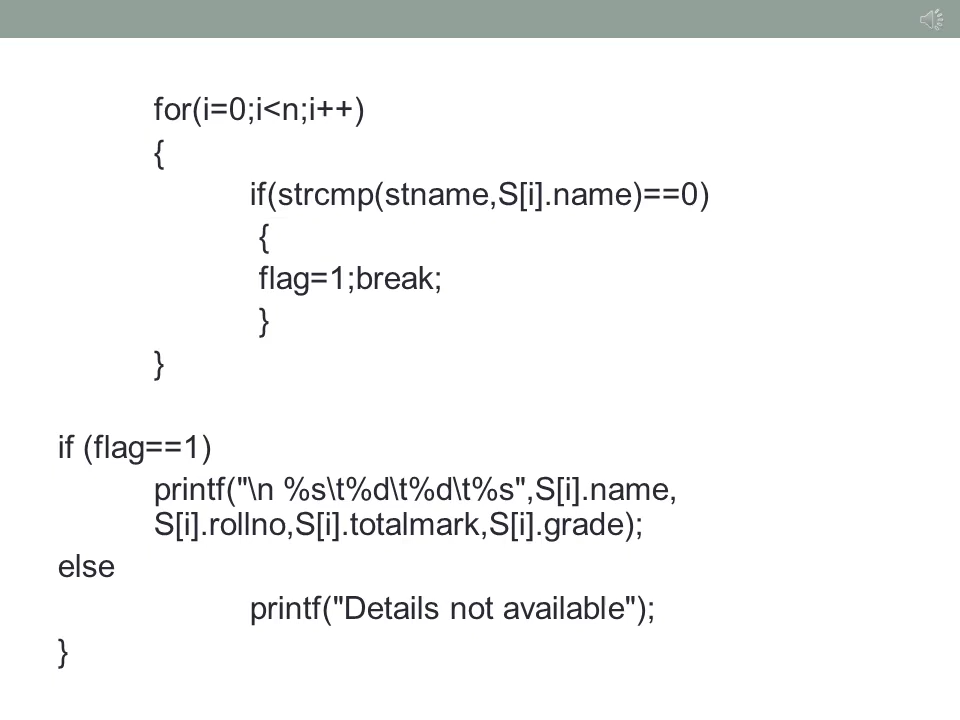 for(i=0;i<n;i++)
{
if(strcmp(stname,S[i].name)==0)
{
flag=1;break;
}
}
if (flag==1)
printf("\n %s\t%d\t%d\t%s",S[i].name,
S[i].rollno,S[i].totalmark,S[i].grade);
else
printf("Details not available");
}